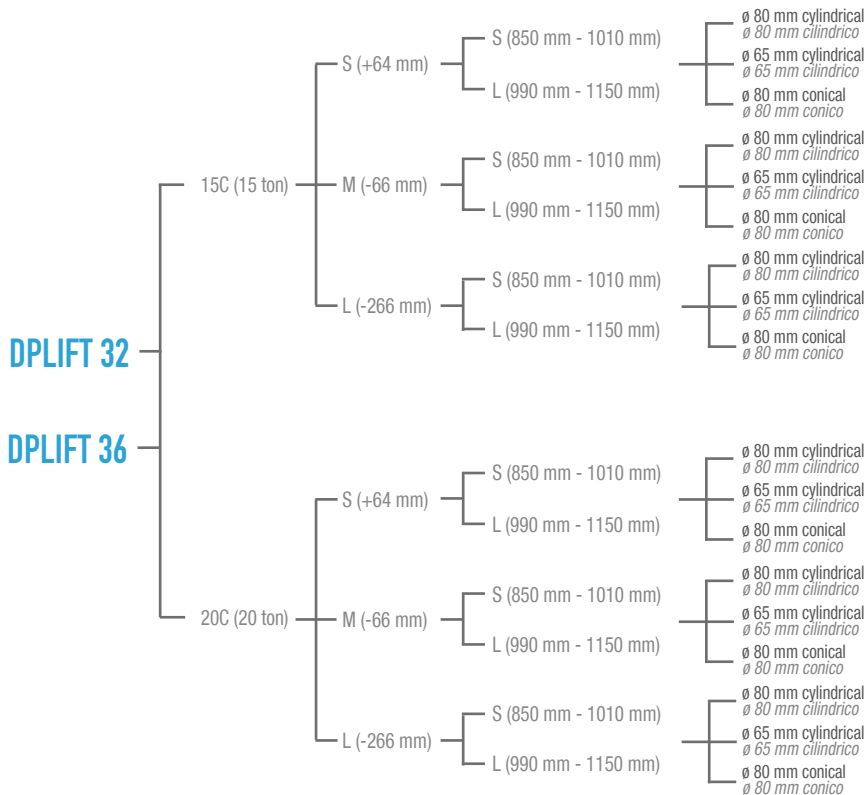 DPLIFT 32
DPLIFT 36
15C (15 ton)
S (+64 mm)
S (850 mm - 1010 mm)
L (990 mm - 1150 mm)
ø 80 mm cylindrical
ø 80 mm cilindrico
ø 65 mm cylindrical
ø 65 mm cilindrico
ø 80 mm conical
ø 80 mm conico
M (-66 mm)
S (850 mm - 1010 mm)
L (990 mm - 1150 mm)
ø 80 mm cylindrical
ø 80 mm cilindrico
ø 65 mm cylindrical
ø 65 mm cilindrico
ø 80 mm conical
ø 80 mm conico
L (-266 mm)
S (850 mm - 1010 mm)
L (990 mm - 1150 mm)
ø 80 mm cylindrical
ø 80 mm cilindrico
ø 65 mm cylindrical
ø 65 mm cilindrico
ø 80 mm conical
ø 80 mm conico
20C (20 ton)
S (+64 mm)
S (850 mm - 1010 mm)
L (990 mm - 1150 mm)
ø 80 mm cylindrical
ø 80 mm cilindrico
ø 65 mm cylindrical
ø 65 mm cilindrico
ø 80 mm conical
ø 80 mm conico
M (-66 mm)
S (850 mm - 1010 mm)
L (990 mm - 1150 mm)
ø 80 mm cylindrical
ø 80 mm cilindrico
ø 65 mm cylindrical
ø 65 mm cilindrico
ø 80 mm conical
ø 80 mm conico
L (-266 mm)
S (850 mm - 1010 mm)
L (990 mm - 1150 mm)
ø 80 mm cylindrical
ø 80 mm cilindrico
ø 65 mm cylindrical
ø 65 mm cilindrico
ø 80 mm conical
ø 80 mm conico